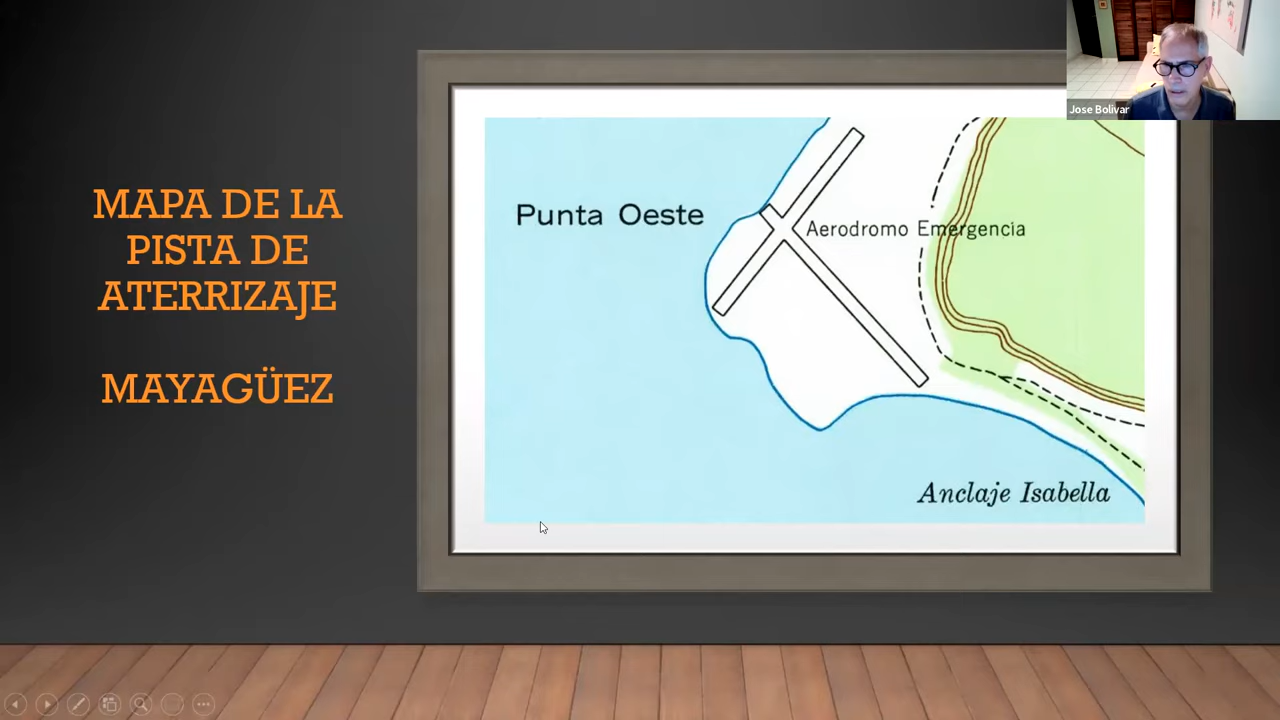 MAPA DE LA
PISTA DE
ATERRIZAJE
MAYAGÜEZ
Punta Oeste
Aerodromo Emergencia
Anclaje Isabella
Jose Bolivar